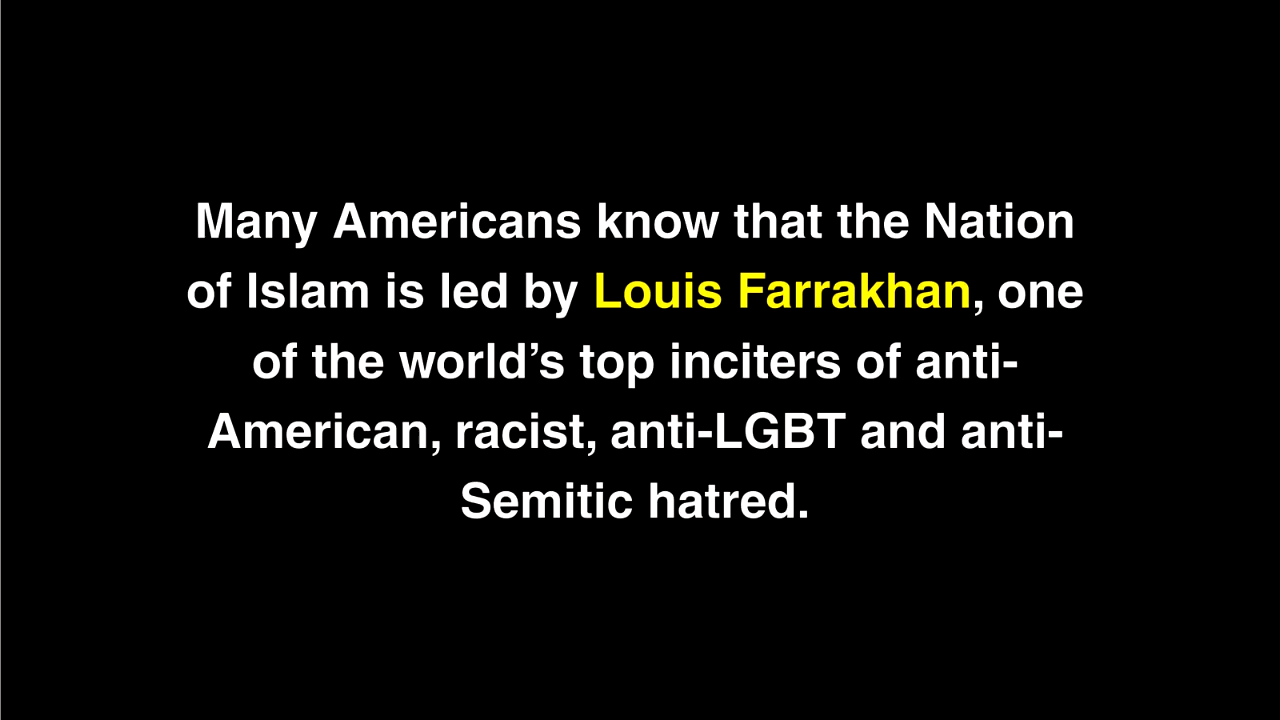 Many Americans know that the Nation
of Islam is led by Louis Farrakhan, one
of the world’s top inciters of anti-
American, racist, anti-LGBT and anti-
Semitic hatred.